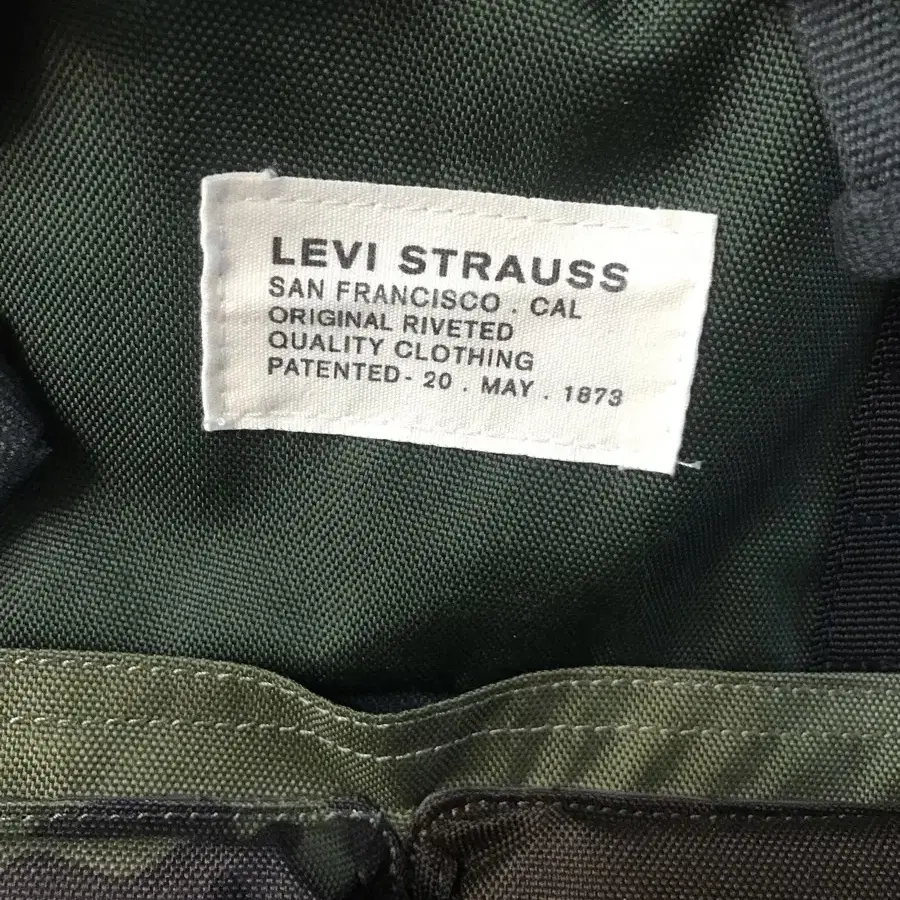 LEVI STRAUSS
SAN FRANCISCO . CAL
ORIGINAL RIVETED
QUALITY CLOTHING
PATENTED- 20 . MAY . 1873